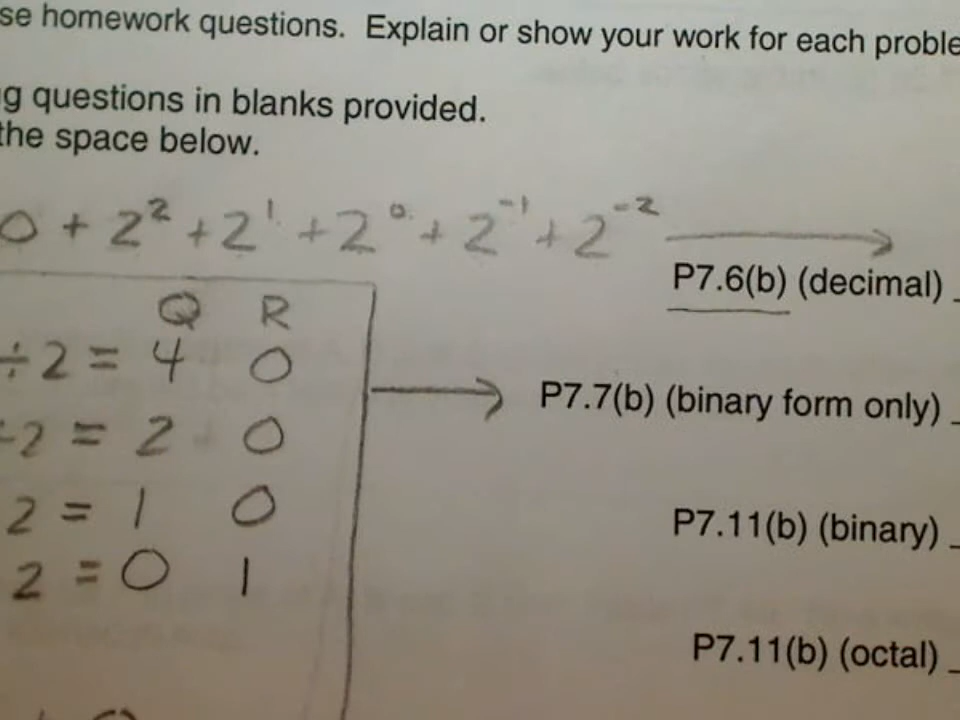 se homework questions. Explain or show your work for each proble
g questions in blanks provided.
the space below.
0 + 2² + 2¹ + 2⁰ + 2⁻¹ + 2⁻² →
P7.6(b) (decimal)
Q R
÷2 = 4 0
→ P7.7(b) (binary form only)
÷2 = 2 0
2 = 1 0
P7.11(b) (binary)
2 = 0 1
P7.11(b) (octal)